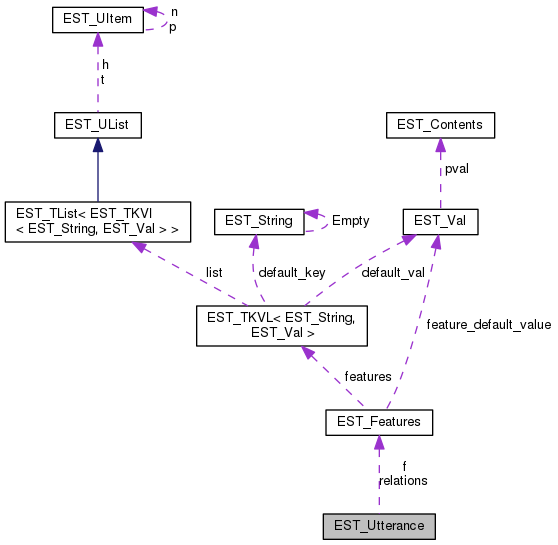 EST_UItem
n
p
h
t
EST_UList
EST_Contents
pval
EST_TList< EST_TKVI
< EST_String, EST_Val > >
EST_String
Empty
EST_Val
list
default_key
default_val
EST_TKVL< EST_String,
EST_Val >
feature_default_value
features
EST_Features
f
relations
EST_Utterance